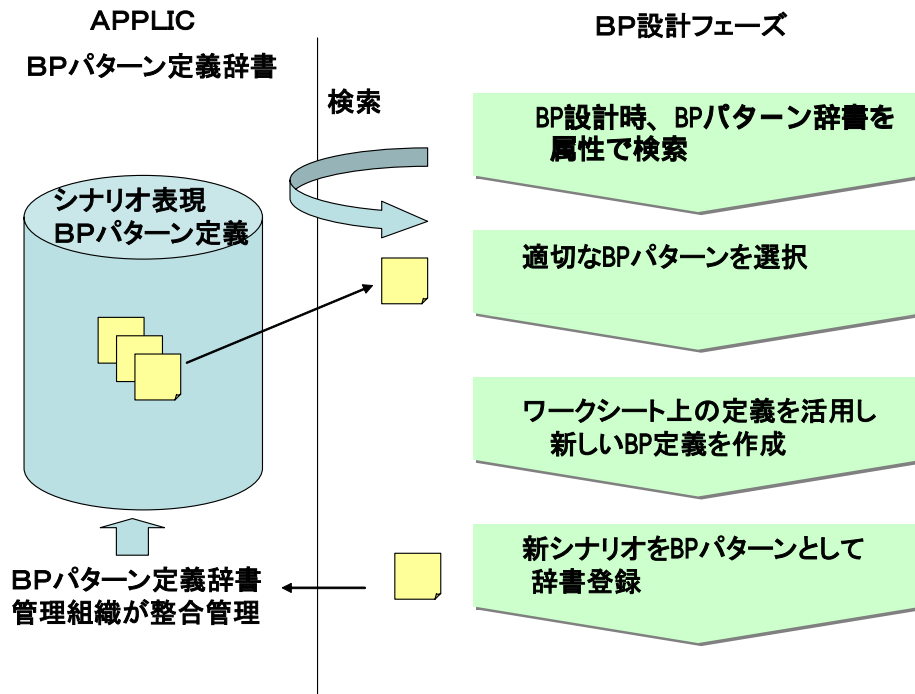 ＡＰＰＬＩＣ
ＢＰパターン定義辞書
検索
シナリオ表現
ＢＰパターン定義
ＢＰパターン定義辞書
管理組織が整合管理
ＢＰ設計フェーズ
BP設計時、BPパターン辞書を
属性で検索
適切なBPパターンを選択
ワークシート上の定義を活用し
新しいBP定義を作成
新シナリオをBPパターンとして
辞書登録